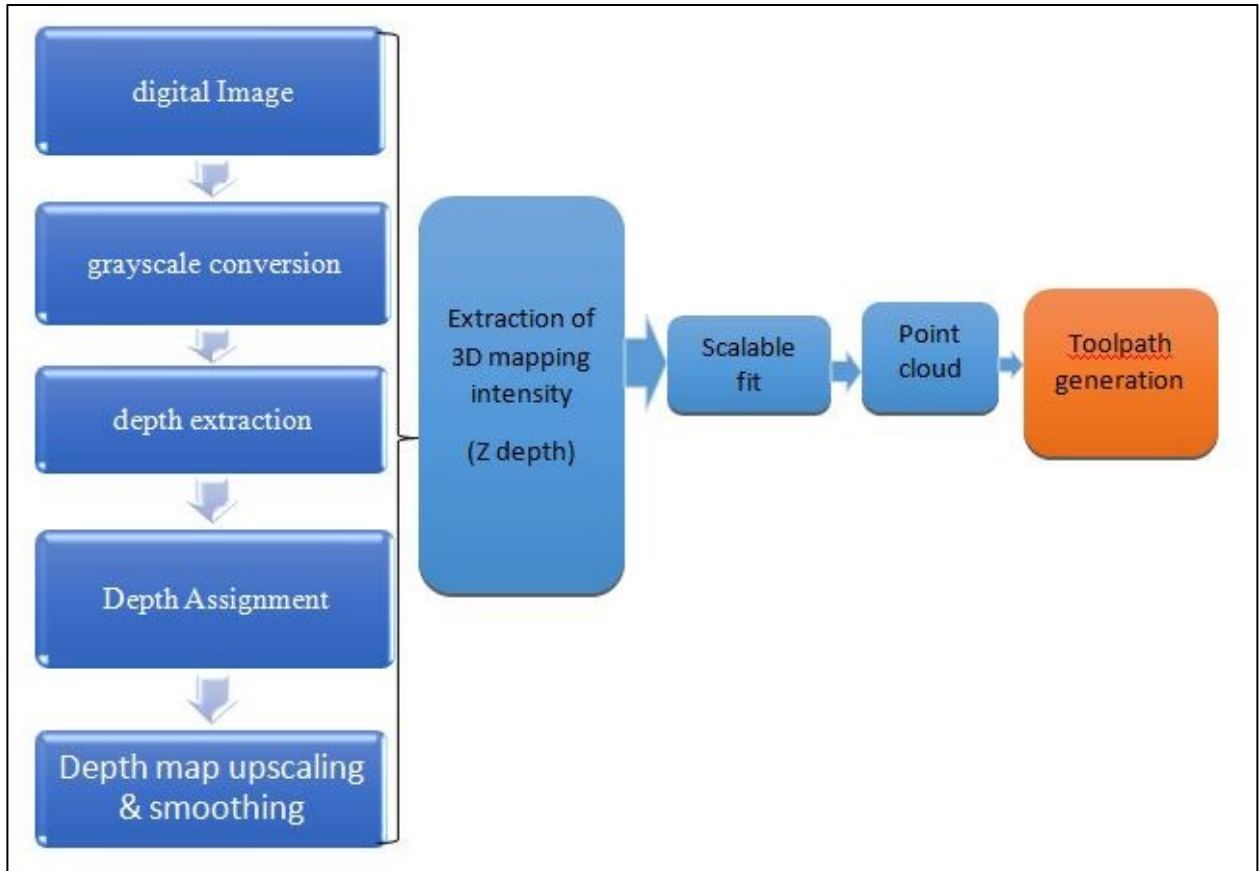 digital Image
grayscale conversion
depth extraction
Depth Assignment
Depth map upscaling
& smoothing
Extraction of
3D mapping
intensity
(Z depth)
Scalable
fit
Point
cloud
Toolpath
generation